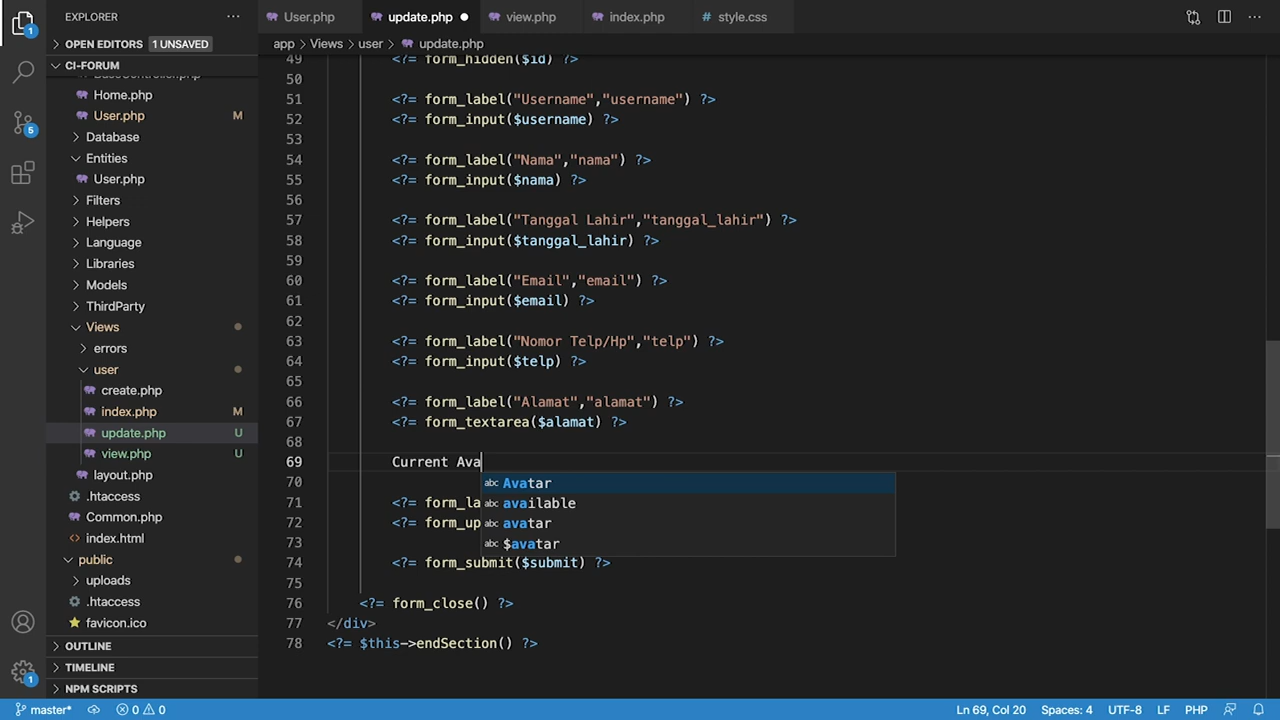 EXPLORER
User.php
update.php
view.php
index.php
style.css
OPEN EDITORS 1 UNSAVED
app
Views
user
update.php
CI-FORUM
Home.php
User.php M
Database
Entities
User.php
Filters
Helpers
Language
Libraries
Models
ThirdParty
Views
errors
user
create.php
index.php M
update.php U
view.php U
layout.php
.htaccess
Common.php
index.html
public
uploads
.htaccess
favicon.ico
OUTLINE
TIMELINE
NPM SCRIPTS
1
5
1
49 <?= form_hidden($id) ?>
50
51 <?= form_label("Username","username") ?>
52 <?= form_input($username) ?>
53
54 <?= form_label("Nama","nama") ?>
55 <?= form_input($nama) ?>
56
57 <?= form_label("Tanggal Lahir","tanggal_lahir") ?>
58 <?= form_input($tanggal_lahir) ?>
59
60 <?= form_label("Email","email") ?>
61 <?= form_input($email) ?>
62
63 <?= form_label("Nomor Telp/Hp","telp") ?>
64 <?= form_input($telp) ?>
65
66 <?= form_label("Alamat","alamat") ?>
67 <?= form_textarea($alamat) ?>
68
69 Current Ava
70
71 <?= form_la
72 <?= form_up
73
74 <?= form_submit($submit) ?>
75
76 <?= form_close() ?>
77 </div>
78 <?= $this->endSection() ?>
abc Avatar
abc available
abc avatar
abc $avatar
master* 0 0 Ln 69, Col 20 Spaces: 4 UTF-8 LF PHP